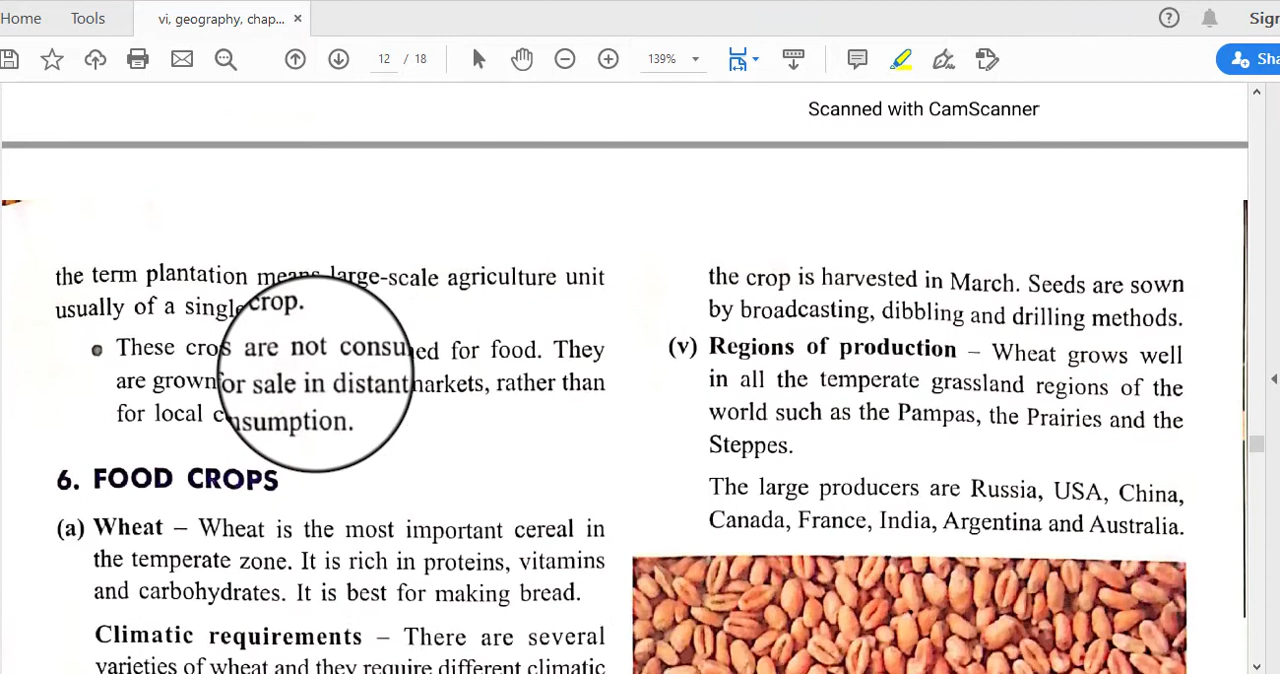 Home Tools vi, geography, chap... × Sign
12 / 18 139% Sha
Scanned with CamScanner
the term plantation means large-scale agriculture unit
usually of a single crop.
These cros are not consumed for food. They
are grown or sale in distant markets, rather than
for local consumption.
6. FOOD CROPS
(a) Wheat – Wheat is the most important cereal in
the temperate zone. It is rich in proteins, vitamins
and carbohydrates. It is best for making bread.
Climatic requirements – There are several
varieties of wheat and they require different climatic
the crop is harvested in March. Seeds are sown
by broadcasting, dibbling and drilling methods.
(v) Regions of production – Wheat grows well
in all the temperate grassland regions of the
world such as the Pampas, the Prairies and the
Steppes.
The large producers are Russia, USA, China,
Canada, France, India, Argentina and Australia.